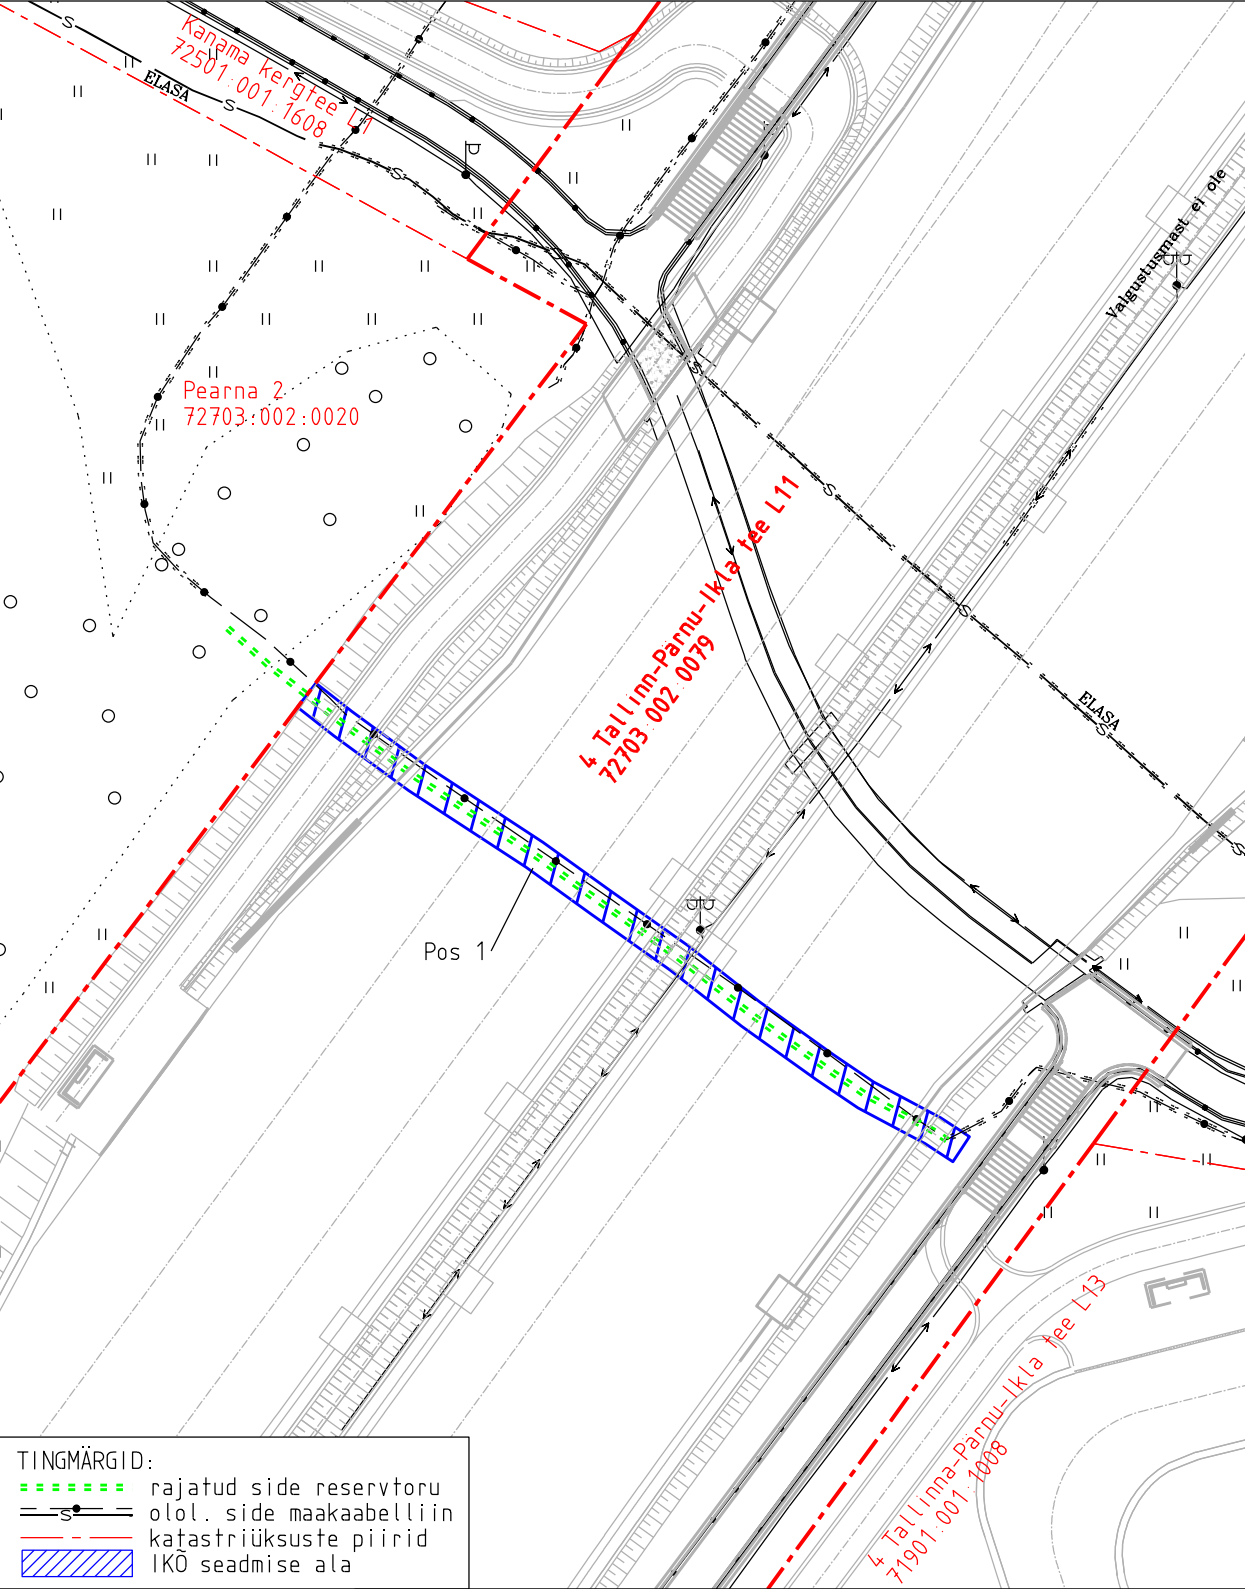 Kanama kergtee L1
72501:001:1608
ELASA
S
S
S
Valgustusmast ei ole
Pearna 2
72703:002:0020
S
S
4 Tallinn-Pärnu-Ikla tee L11
72703:002:0079
S
ELASA
S
S
Pos 1
4 Tallinna-Pärnu-Ikla tee L13
71901:001:1008
TINGMÄRGID:
rajatud side reservtoru
S
olol. side maakaabelliin
katastriüksuste piirid
IKÕ seadmise ala